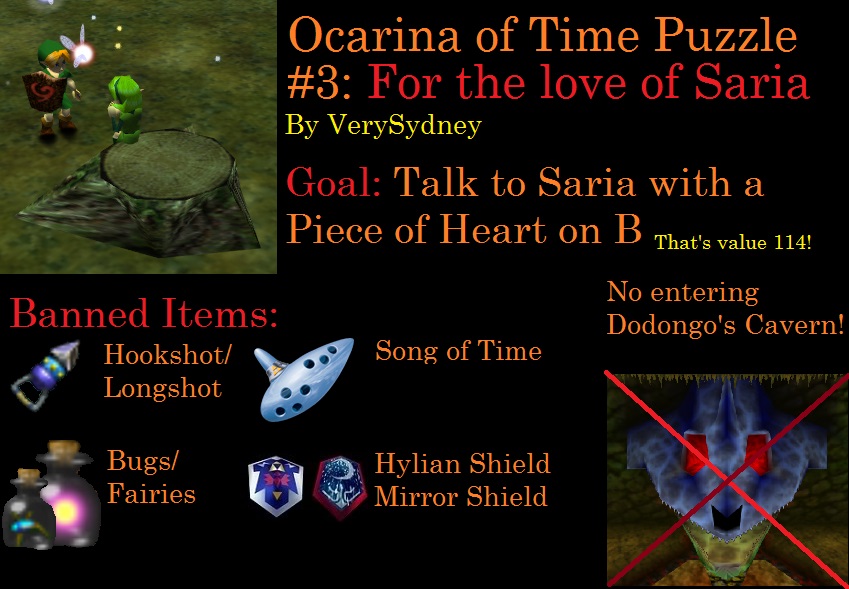 Ocarina of Time Puzzle
#3: For the love of Saria
By VerySydney
Goal: Talk to Saria with a
Piece of Heart on B That's value 114!
Banned Items:
Hookshot/
Longshot
Song of Time
Bugs/
Fairies
Hylian Shield
Mirror Shield
No entering
Dodongo's Cavern!